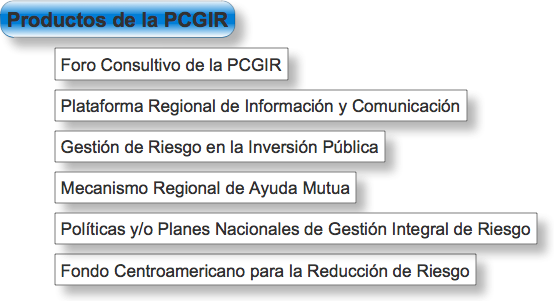 Productos de la PCGIR
Foro Consultivo de la PCGIR
Plataforma Regional de Información y Comunicación
Gestión de Riesgo en la Inversión Pública
Mecanismo Regional de Ayuda Mutua
Políticas y/o Planes Nacionales de Gestión Integral de Riesgo
Fondo Centroamericano para la Reducción de Riesgo